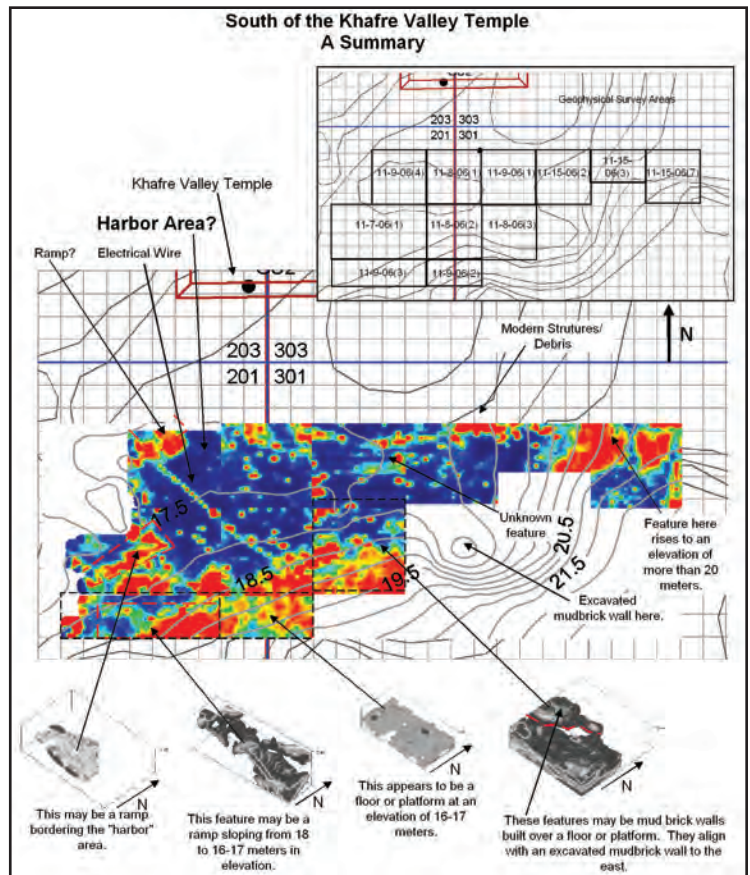 South of the Khafre Valley Temple
A Summary
Geophysical Survey Areas
203 303
201 301
11-9-06(4)
11-8-06(1)
11-9-06(1)
11-15-06(2)
11-15-
06(3)
11-15-06(7)
11-7-06(1)
11-8-06(2)
11-8-06(3)
11-9-06(3)
11-9-06(2)
Khafre Valley Temple
Harbor Area?
Ramp?
Electrical Wire
N
Modern Strutures/
Debris
203 303
201 301
17.5
18.5
19.5
20.5
21.5
Unknown
feature
Feature here
rises to an
elevation of
more than 20
meters.
Excavated
mudbrick wall
here.
N
This may be a ramp
bordering the "harbor"
area.
N
This feature may be a
ramp sloping from 18
to 16-17 meters in
elevation.
N
This appears to be a
floor or platform at an
elevation of 16-17
meters.
N
These features may be mud brick walls
built over a floor or platform. They align
with an excavated mudbrick wall to the
east.